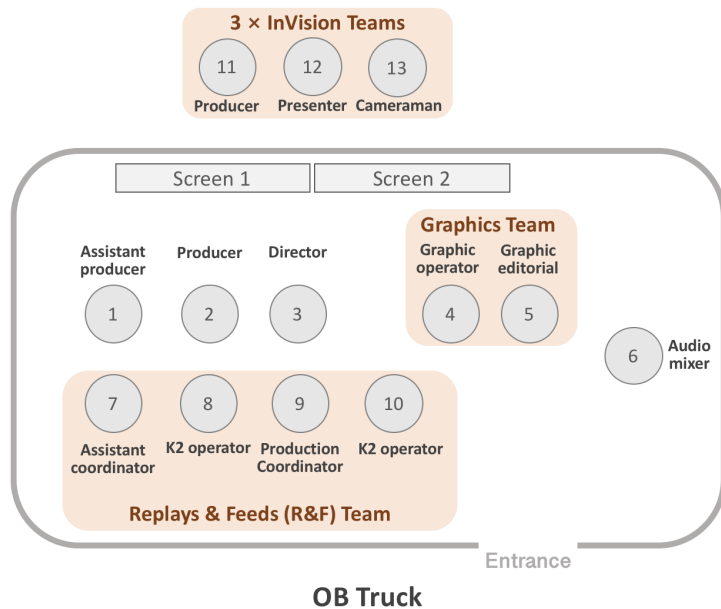 3 × InVision Teams
11 12 13
Producer Presenter Cameraman
Screen 1 Screen 2
Graphics Team
Assistant producer
Producer
Director
Graphic operator
Graphic editorial
1 2 3 4 5
6 Audio mixer
7 8 9 10
Assistant coordinator
K2 operator
Production Coordinator
K2 operator
Replays & Feeds (R&F) Team
Entrance
OB Truck